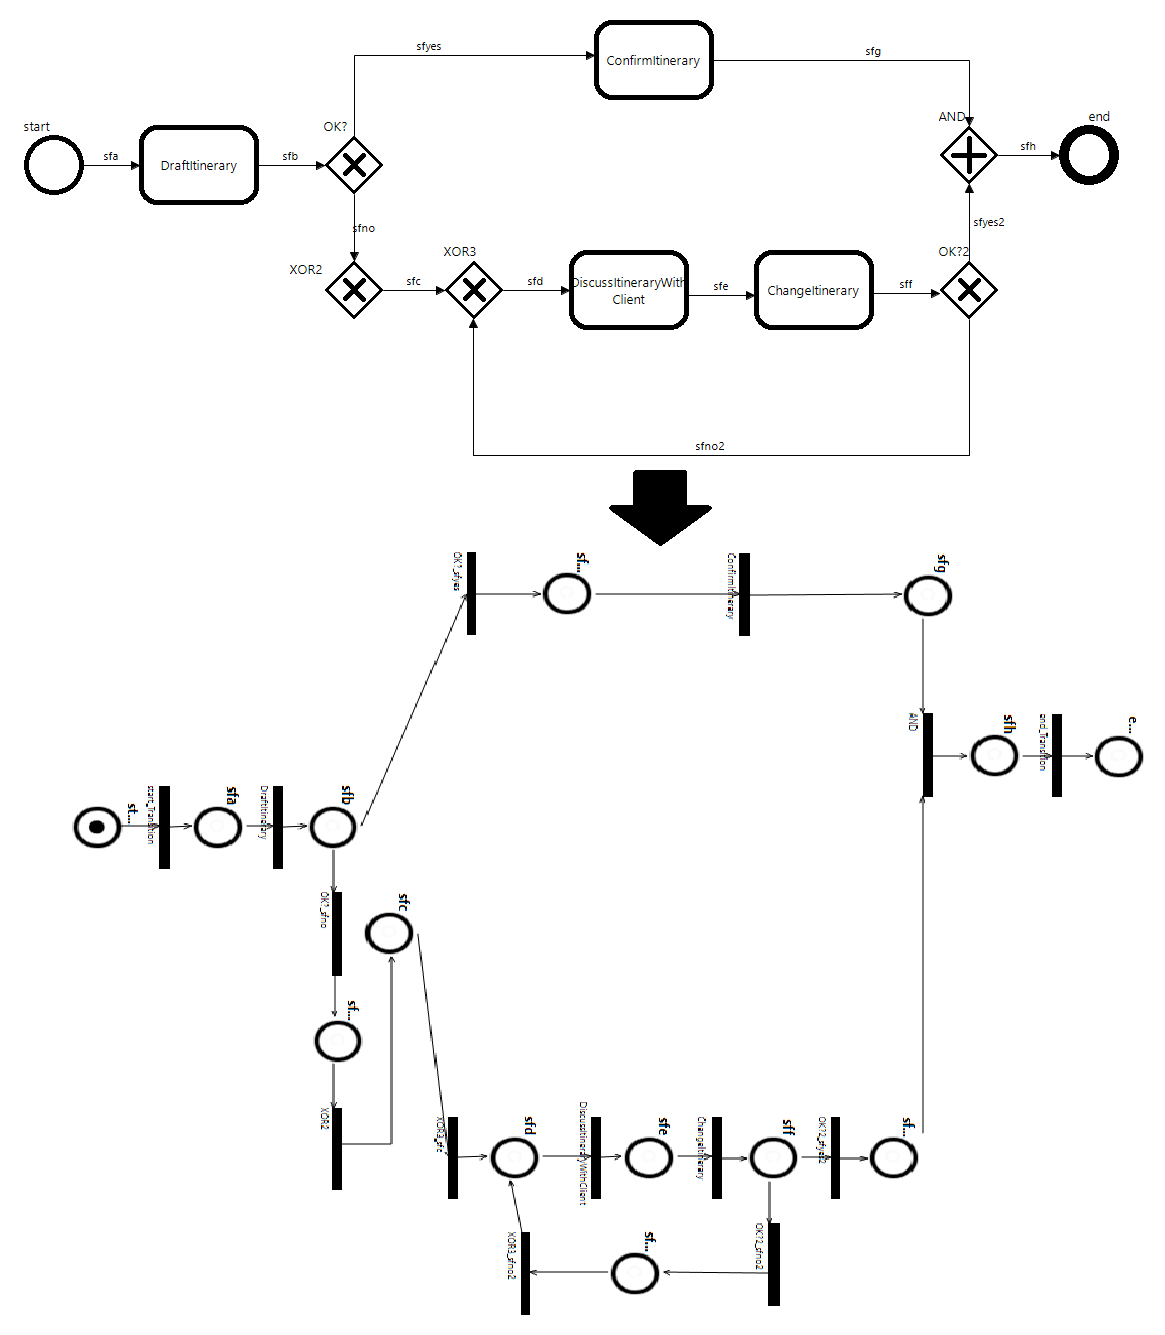 sfyes
ConfirmItinerary
sfg
start
OK?
AND
end
sfa
DraftItinerary
sfb
sfh
sfno
sfyes2
XOR2
XOR3
OK?2
sfc
sfd
DiscussItineraryWith
Client
sfe
ChangeItinerary
sff
sfno2
OK?_sfyes
sf...
ConfirmItinerary
sfg
AND
sfh
end_Transition
e...
st...
start_Transition
sfa
DraftItinerary
sfb
OK?_sfno
sfc
sf...
XOR2
XOR3_sfc
sfd
DiscussItineraryWithClient
sfe
ChangeItinerary
sff
OK?2_sfyes2
sf...
XOR3_sfno2
sf...
OK?2_sfno2